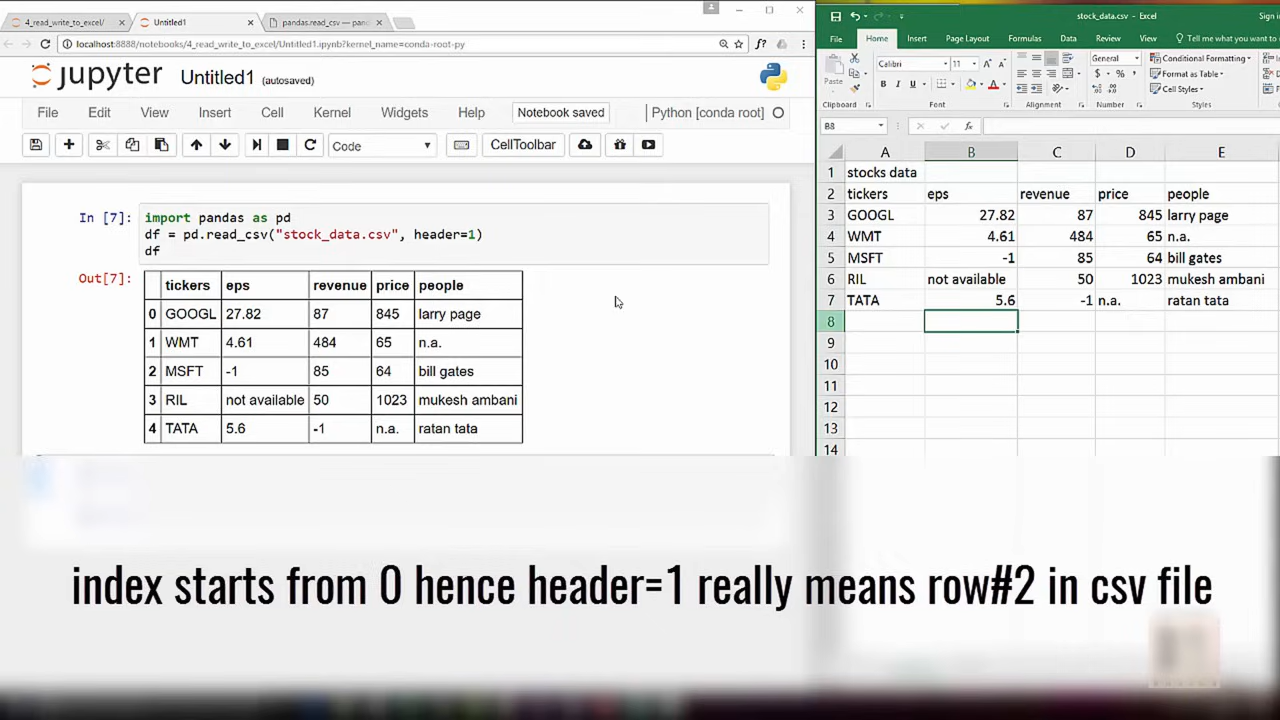 4_read_write_to_excel/
Untitled1
pandas.read_csv — pand
localhost:8888/notebooks/4_read_write_to_excel/Untitled1.ipynb?kernel_name=conda-root-py
f?
jupyter Untitled1 (autosaved)
File Edit View Insert Cell Kernel Widgets Help Notebook saved Python [conda root]
Code CellToolbar
In [7]: import pandas as pd
df = pd.read_csv("stock_data.csv", header=1)
df
Out[7]:
tickers eps revenue price people
0 GOOGL 27.82 87 845 larry page
1 WMT 4.61 484 65 n.a.
2 MSFT -1 85 64 bill gates
3 RIL not available 50 1023 mukesh ambani
4 TATA 5.6 -1 n.a. ratan tata
stock_data.csv - Excel Sign in
File Home Insert Page Layout Formulas Data Review View Tell me what you want
Paste Calibri 11 General Conditional Formatting
B I U $ % Format as Table
Cell Styles
Clipboard Font Alignment Number Styles
B8 fx
A B C D E
1 stocks data
2 tickers eps revenue price people
3 GOOGL 27.82 87 845 larry page
4 WMT 4.61 484 65 n.a.
5 MSFT -1 85 64 bill gates
6 RIL not available 50 1023 mukesh ambani
7 TATA 5.6 -1 n.a. ratan tata
8
9
10
11
12
13
14
index starts from 0 hence header=1 really means row#2 in csv file